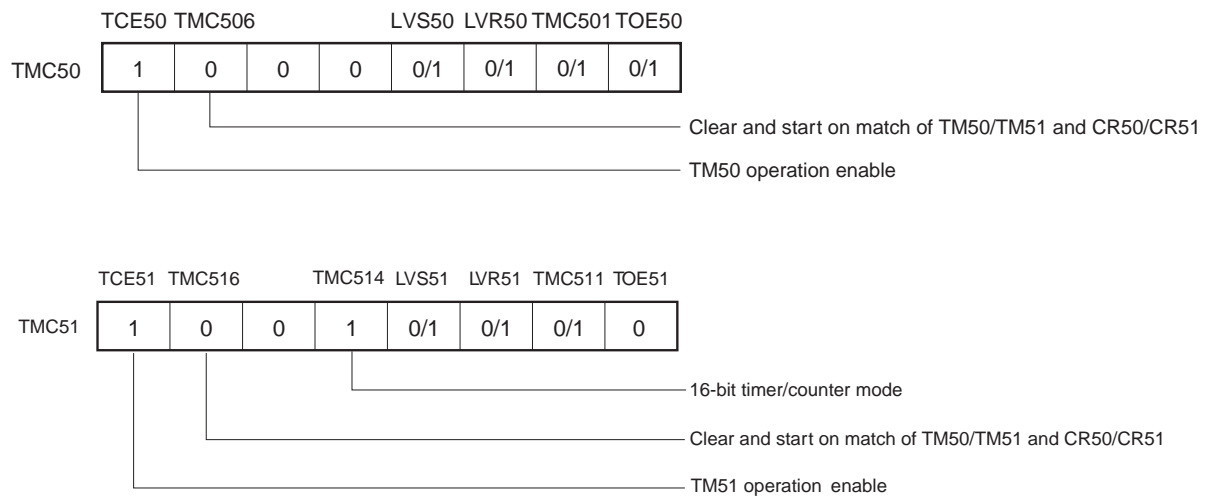 TCE50 TMC506 LVS50 LVR50 TMC501 TOE50
TMC50 1 0 0 0 0/1 0/1 0/1 0/1
Clear and start on match of TM50/TM51 and CR50/CR51
TM50 operation enable
TCE51 TMC516 TMC514 LVS51 LVR51 TMC511 TOE51
TMC51 1 0 0 1 0/1 0/1 0/1 0
16-bit timer/counter mode
Clear and start on match of TM50/TM51 and CR50/CR51
TM51 operation enable